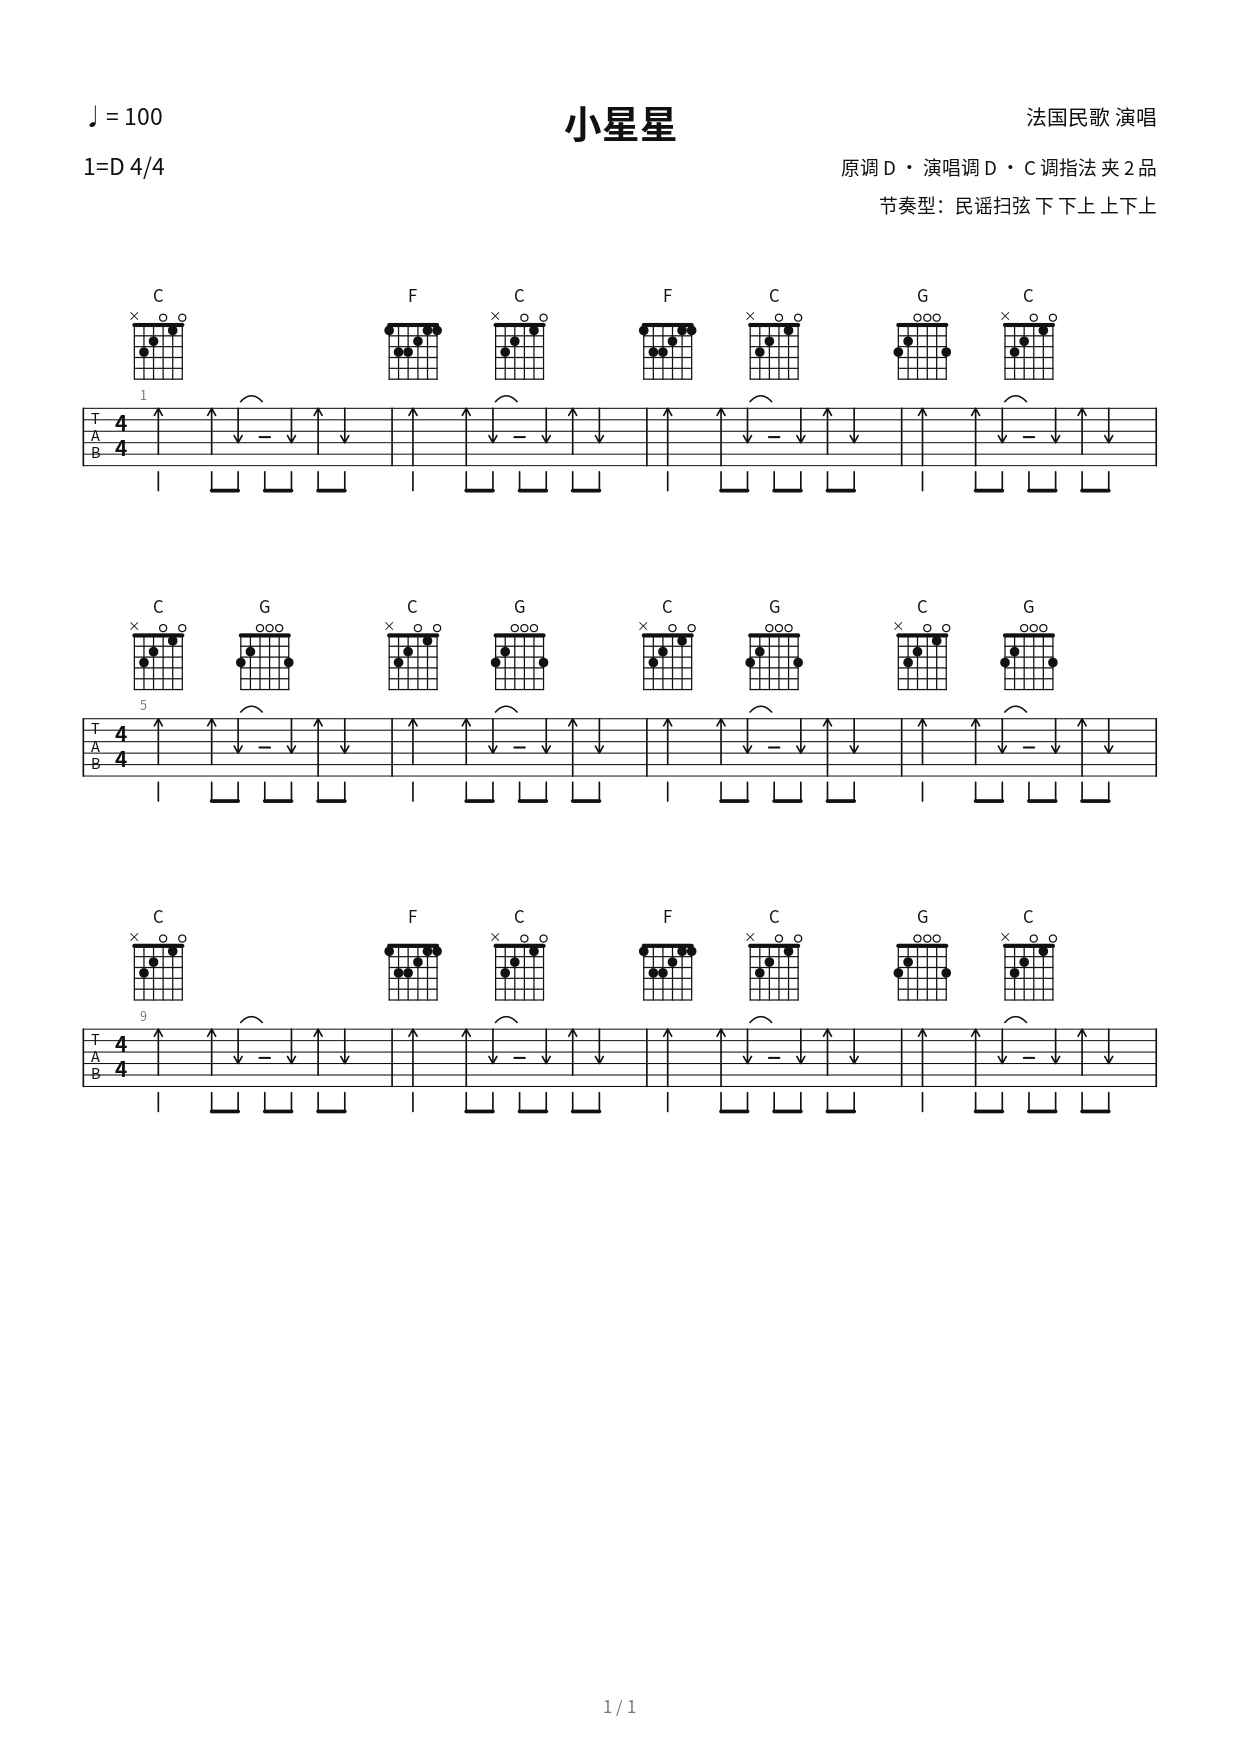 ♩= 100
小星星
法国民歌 演唱
1=D 4/4
原调 D · 演唱调 D · C 调指法 夹 2 品
节奏型：民谣扫弦 下 下上 上下上
C F C F C G C
1
T A B 4 4
C G C G C G C G
5
T A B 4 4
C F C F C G C
9
T A B 4 4
1 / 1